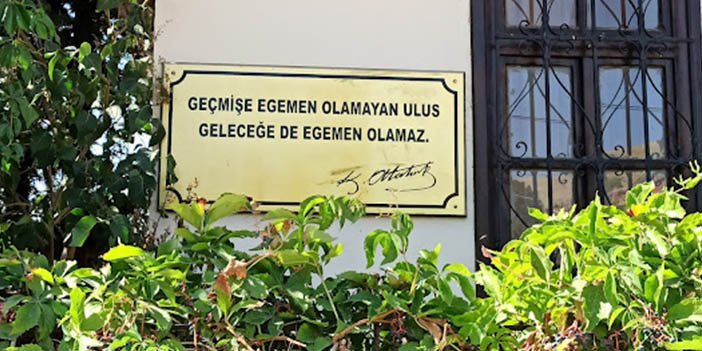 GEÇMİŞE EGEMEN OLAMAYAN ULUS
GELECEĞE DE EGEMEN OLAMAZ.
K. Atatürk